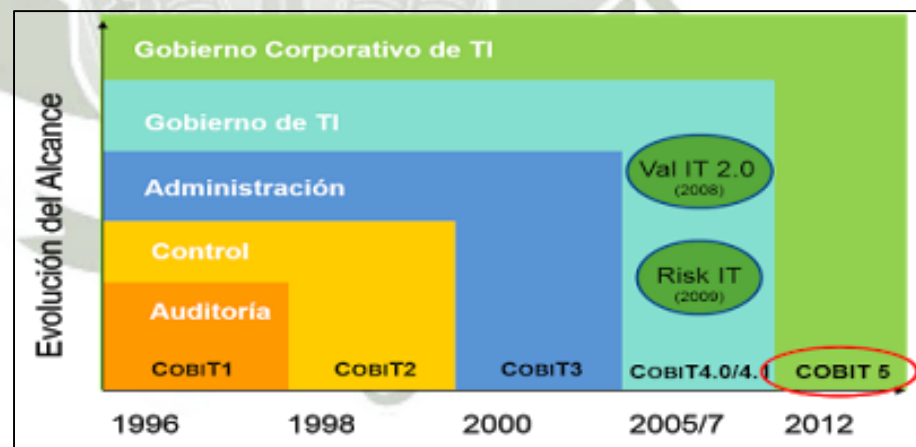 Evolución del Alcance
Gobierno Corporativo de TI
Gobierno de TI
Val IT 2.0
(2008)
Administración
Control
Risk IT
(2009)
Auditoría
COBIT1
COBIT2
COBIT3
COBIT4.0/4.1
COBIT 5
1996
1998
2000
2005/7
2012